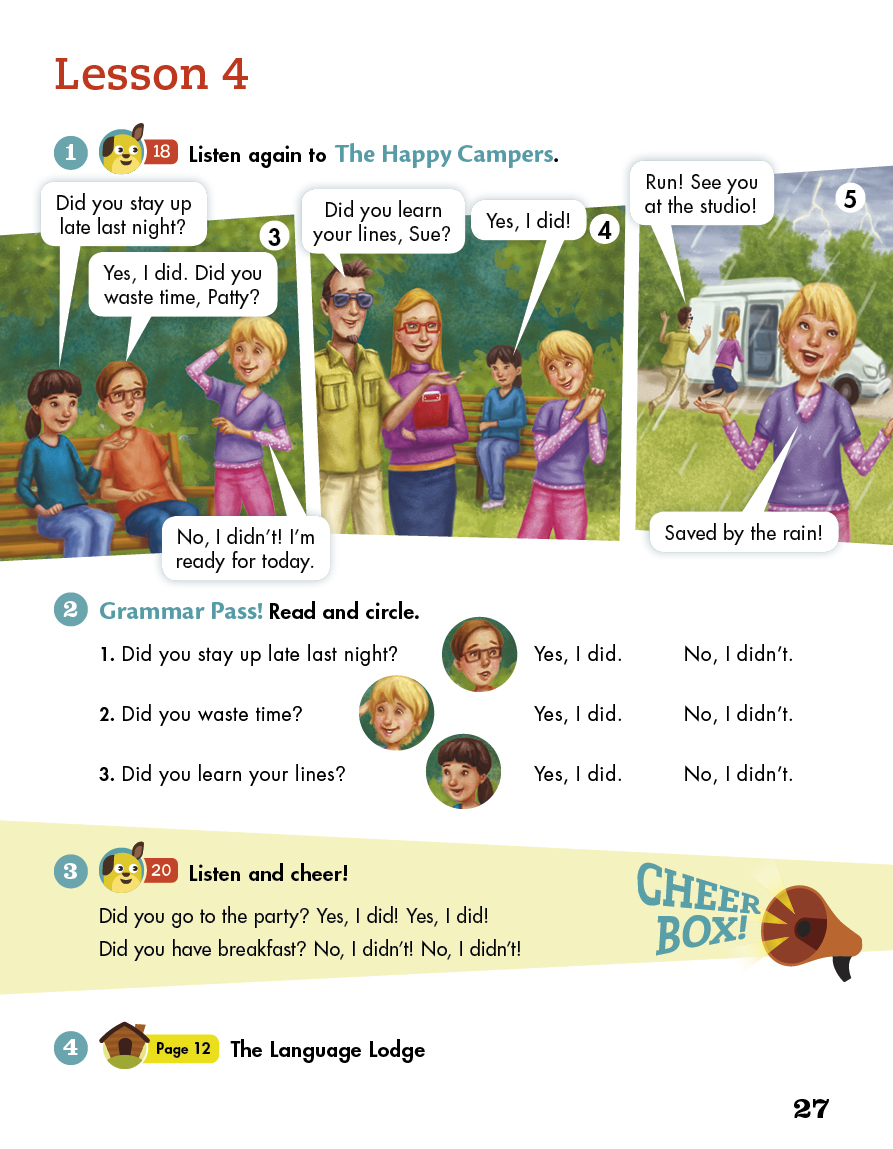 Lesson 4
1 18 Listen again to The Happy Campers.
Did you stay up
late last night?
Yes, I did. Did you
waste time, Patty?
3
No, I didn't! I'm
ready for today.
Did you learn
your lines, Sue?
Yes, I did!
4
Run! See you
at the studio!
5
Saved by the rain!
2 Grammar Pass! Read and circle.
1. Did you stay up late last night? Yes, I did. No, I didn't.
2. Did you waste time? Yes, I did. No, I didn't.
3. Did you learn your lines? Yes, I did. No, I didn't.
3 20 Listen and cheer!
Did you go to the party? Yes, I did! Yes, I did!
Did you have breakfast? No, I didn't! No, I didn't!
CHEER
BOX!
4 Page 12 The Language Lodge
27